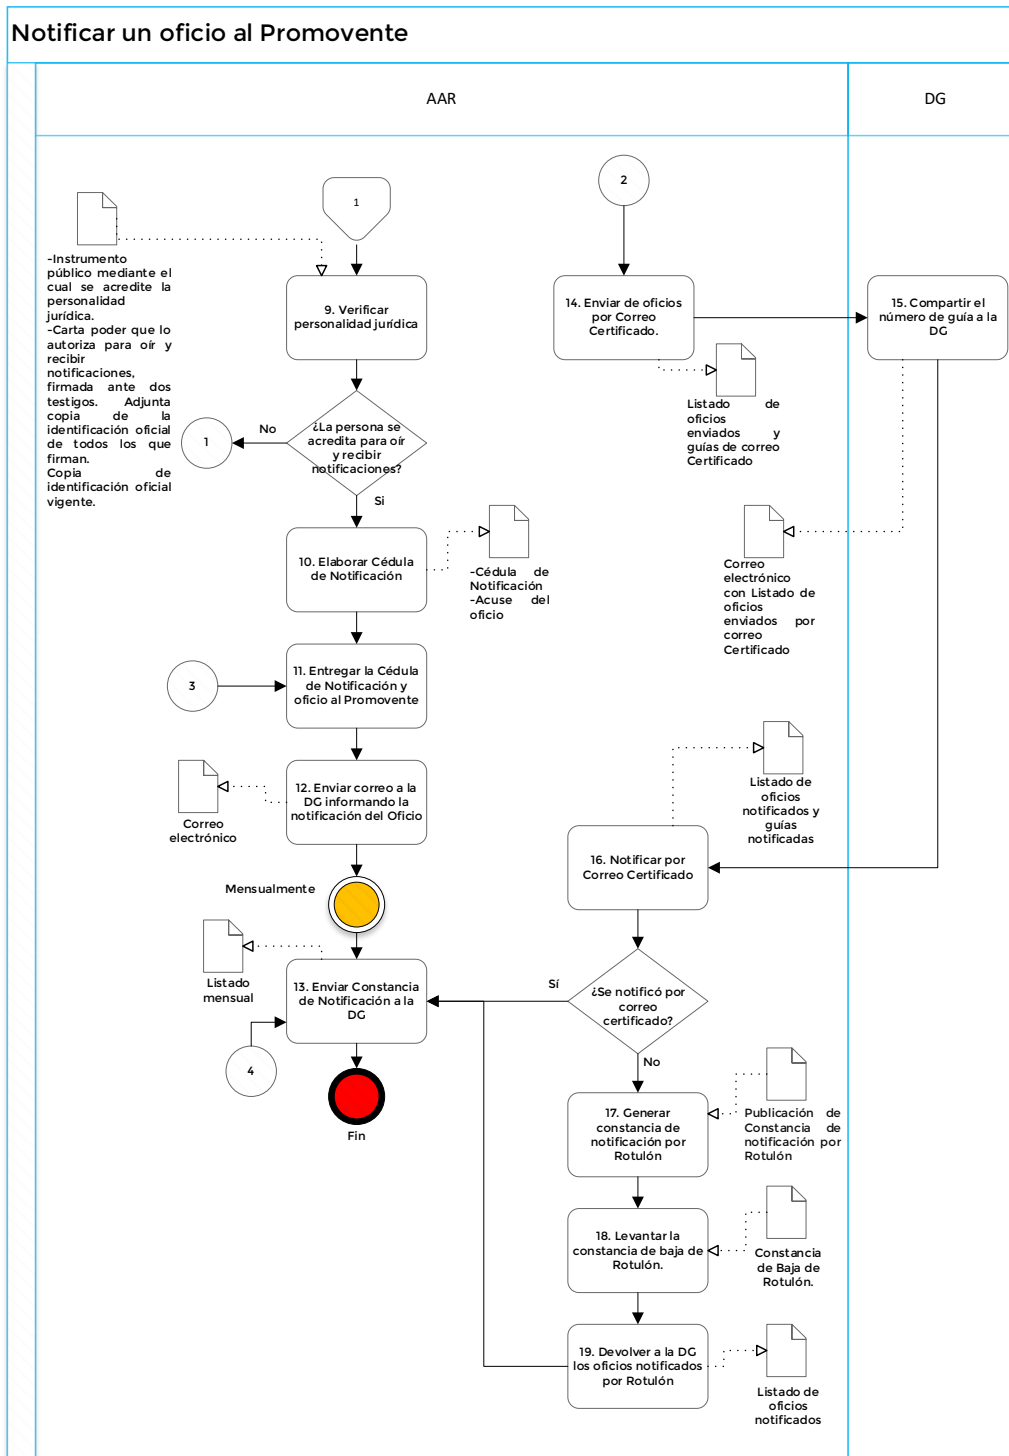 Notificar un oficio al Promovente
AAR
DG
1
2
-Instrumento
público mediante el
cual se acredite la
personalidad
jurídica.
-Carta poder que lo
autoriza para oír y
recibir
notificaciones,
firmada ante dos
testigos. Adjunta
copia de la
identificación oficial
de todos los que
firman.
Copia de
identificación oficial
vigente.
9. Verificar
personalidad jurídica
14. Enviar de oficios
por Correo
Certificado.
15. Compartir el
número de guía a la
DG
Listado de
oficios
enviados y
guías de correo
Certificado
1
No
¿La persona se
acredita para oír
y recibir
notificaciones?
Si
10. Elaborar Cédula
de Notificación
-Cédula de
Notificación
-Acuse del
oficio
Correo
electrónico
con Listado de
oficios
enviados por
correo
Certificado
3
11. Entregar la Cédula
de Notificación y
oficio al Promovente
12. Enviar correo a la
DG informando la
notificación del Oficio
Correo
electrónico
Listado de
oficios
notificados y
guías
notificadas
16. Notificar por
Correo Certificado
Mensualmente
Listado
mensual
13. Enviar Constancia
de Notificación a la
DG
Sí
¿Se notificó por
correo
certificado?
No
4
Fin
17. Generar
constancia de
notificación por
Rotulón
Publicación de
Constancia de
notificación por
Rotulón
18. Levantar la
constancia de baja de
Rotulón.
Constancia
de Baja de
Rotulón.
19. Devolver a la DG
los oficios notificados
por Rotulón
Listado de
oficios
notificados